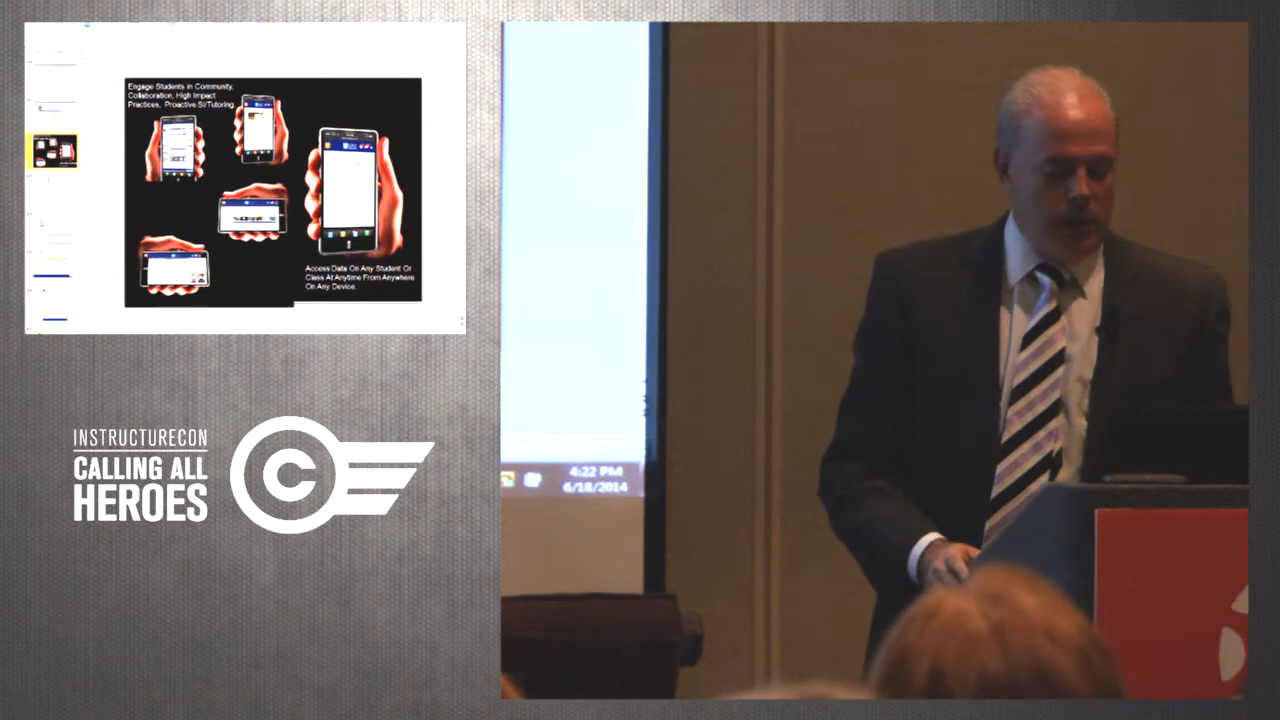 Engage Students in Community,
Collaboration, High Impact
Practices, Proactive SI/Tutoring
Access Data On Any Student Or
Class At Anytime From Anywhere
On Any Device.
INSTRUCTURECON
CALLING ALL
HEROES
C
4:22 PM
6/18/2014